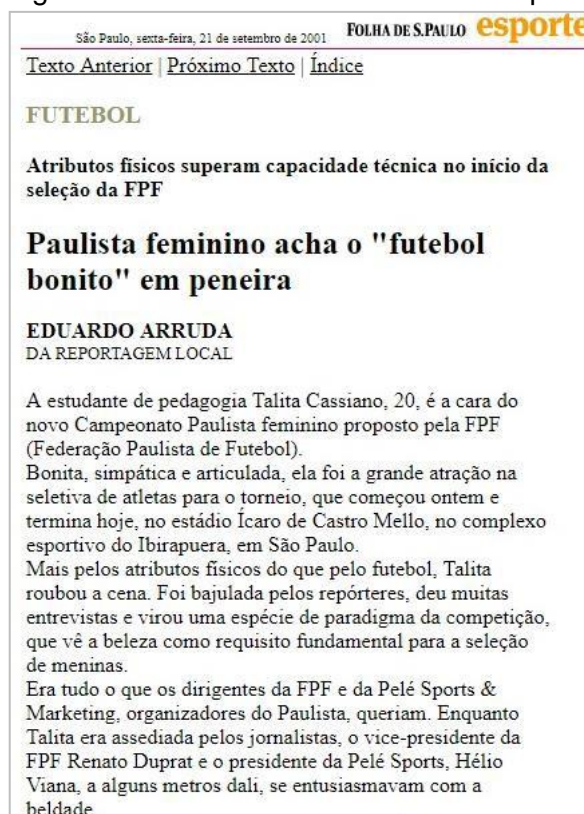 São Paulo, sexta-feira, 21 de setembro de 2001 FOLHA DE S.PAULO esporte
Texto Anterior | Próximo Texto | Índice
FUTEBOL
Atributos físicos superam capacidade técnica no início da
seleção da FPF
Paulista feminino acha o "futebol
bonito" em peneira
EDUARDO ARRUDA
DA REPORTAGEM LOCAL
A estudante de pedagogia Talita Cassiano, 20, é a cara do
novo Campeonato Paulista feminino proposto pela FPF
(Federação Paulista de Futebol).
Bonita, simpática e articulada, ela foi a grande atração na
seletiva de atletas para o torneio, que começou ontem e
termina hoje, no estádio Ícaro de Castro Mello, no complexo
esportivo do Ibirapuera, em São Paulo.
Mais pelos atributos físicos do que pelo futebol, Talita
roubou a cena. Foi bajulada pelos repórteres, deu muitas
entrevistas e virou uma espécie de paradigma da competição,
que vê a beleza como requisito fundamental para a seleção
de meninas.
Era tudo o que os dirigentes da FPF e da Pelé Sports &
Marketing, organizadores do Paulista, queriam. Enquanto
Talita era assediada pelos jornalistas, o vice-presidente da
FPF Renato Duprat e o presidente da Pelé Sports, Hélio
Viana, a alguns metros dali, se entusiasmavam com a
beldade.